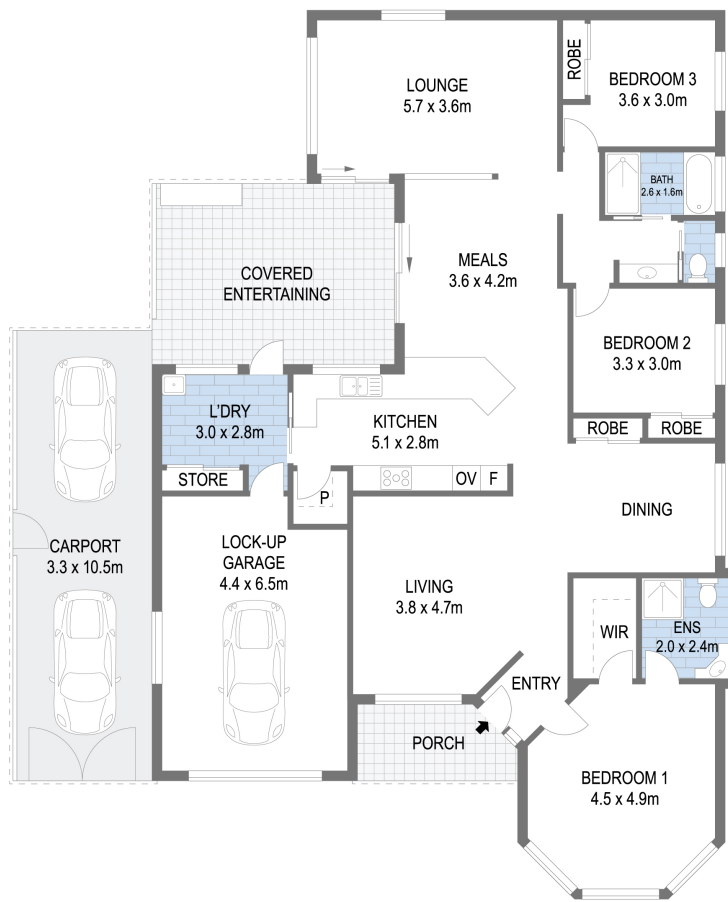 LOUNGE
5.7 x 3.6m
ROBE
BEDROOM 3
3.6 x 3.0m
BATH
2.6 x 1.6m
COVERED
ENTERTAINING
MEALS
3.6 x 4.2m
BEDROOM 2
3.3 x 3.0m
L'DRY
3.0 x 2.8m
KITCHEN
5.1 x 2.8m
ROBE
ROBE
STORE
P
OV
F
DINING
CARPORT
3.3 x 10.5m
LOCK-UP
GARAGE
4.4 x 6.5m
LIVING
3.8 x 4.7m
WIR
ENS
2.0 x 2.4m
ENTRY
PORCH
BEDROOM 1
4.5 x 4.9m